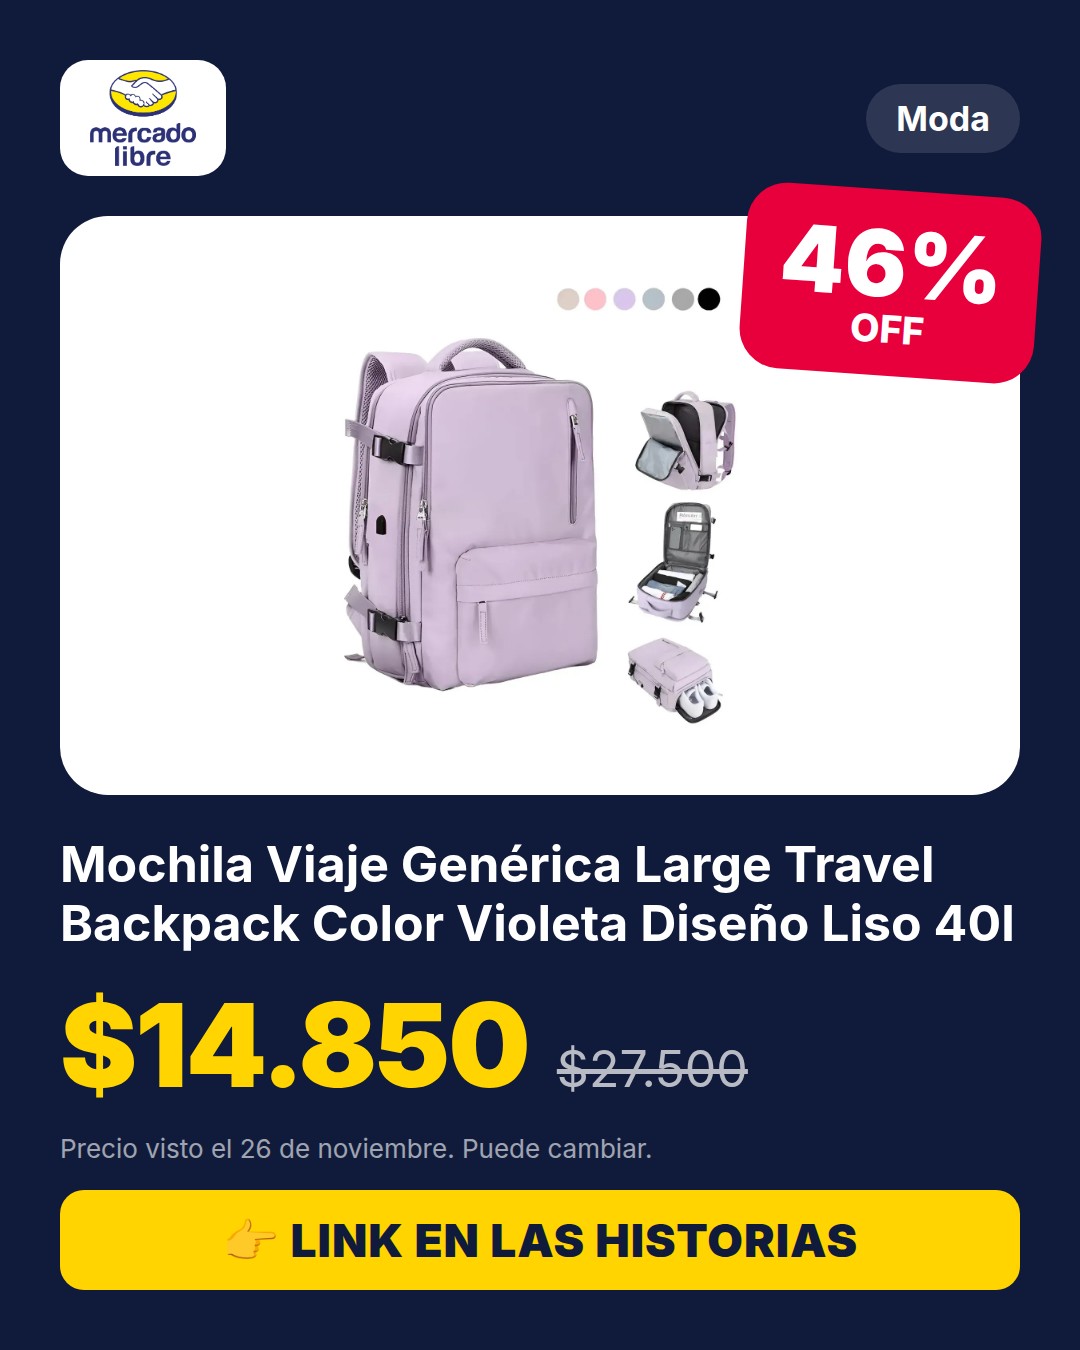 mercado
libre
Moda
46%
OFF
Mochila Viaje Genérica Large Travel
Backpack Color Violeta Diseño Liso 40l
$14.850 $27.500
Precio visto el 26 de noviembre. Puede cambiar.
👉 LINK EN LAS HISTORIAS